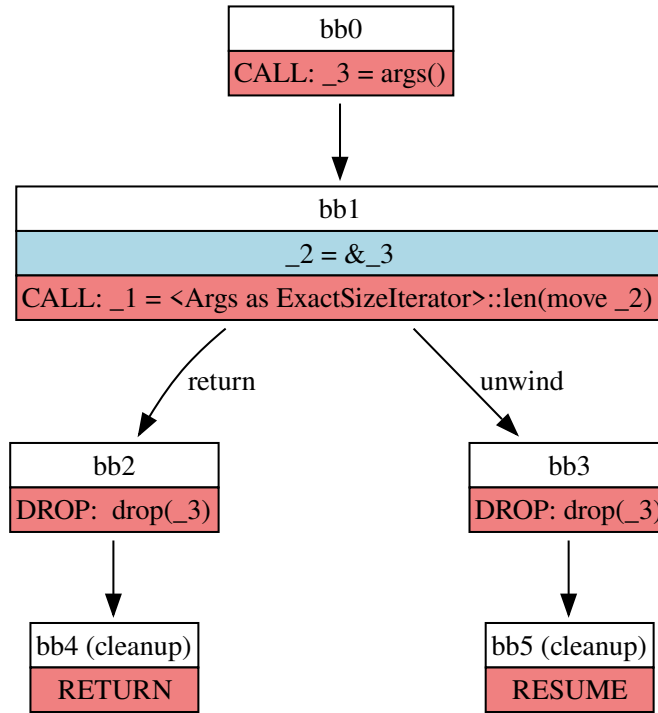 bb0
CALL: _3 = args()
bb1
_2 = &_3
CALL: _1 = <Args as ExactSizeIterator>::len(move _2)
return
unwind
bb2
DROP:  drop(_3)
bb3
DROP: drop(_3)
bb4 (cleanup)
RETURN
bb5 (cleanup)
RESUME